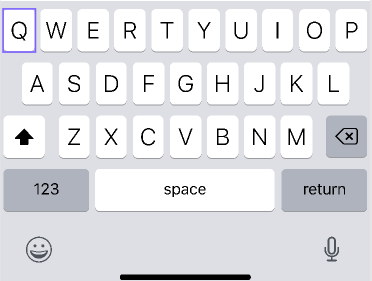 Q W E R T Y U I O P
A S D F G H J K L
Z X C V B N M
123 space return